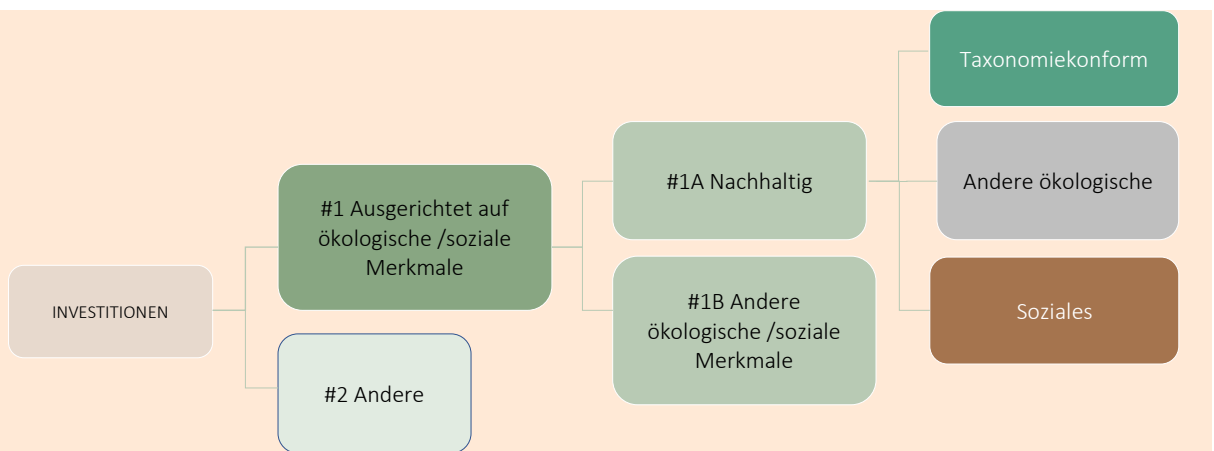 INVESTITIONEN
#1 Ausgerichtet auf
ökologische /soziale
Merkmale
#2 Andere
#1A Nachhaltig
#1B Andere
ökologische /soziale
Merkmale
Taxonomiekonform
Andere ökologische
Soziales